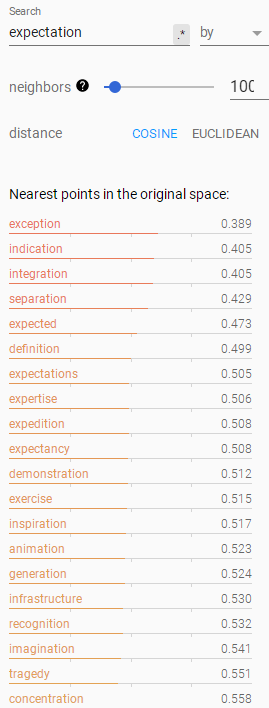 Search
expectation .* by
neighbors ? 100
distance COSINE EUCLIDEAN
Nearest points in the original space:
exception 0.389
indication 0.405
integration 0.405
separation 0.429
expected 0.473
definition 0.499
expectations 0.505
expertise 0.506
expedition 0.508
expectancy 0.508
demonstration 0.512
exercise 0.515
inspiration 0.517
animation 0.523
generation 0.524
infrastructure 0.530
recognition 0.532
imagination 0.541
tragedy 0.551
concentration 0.558